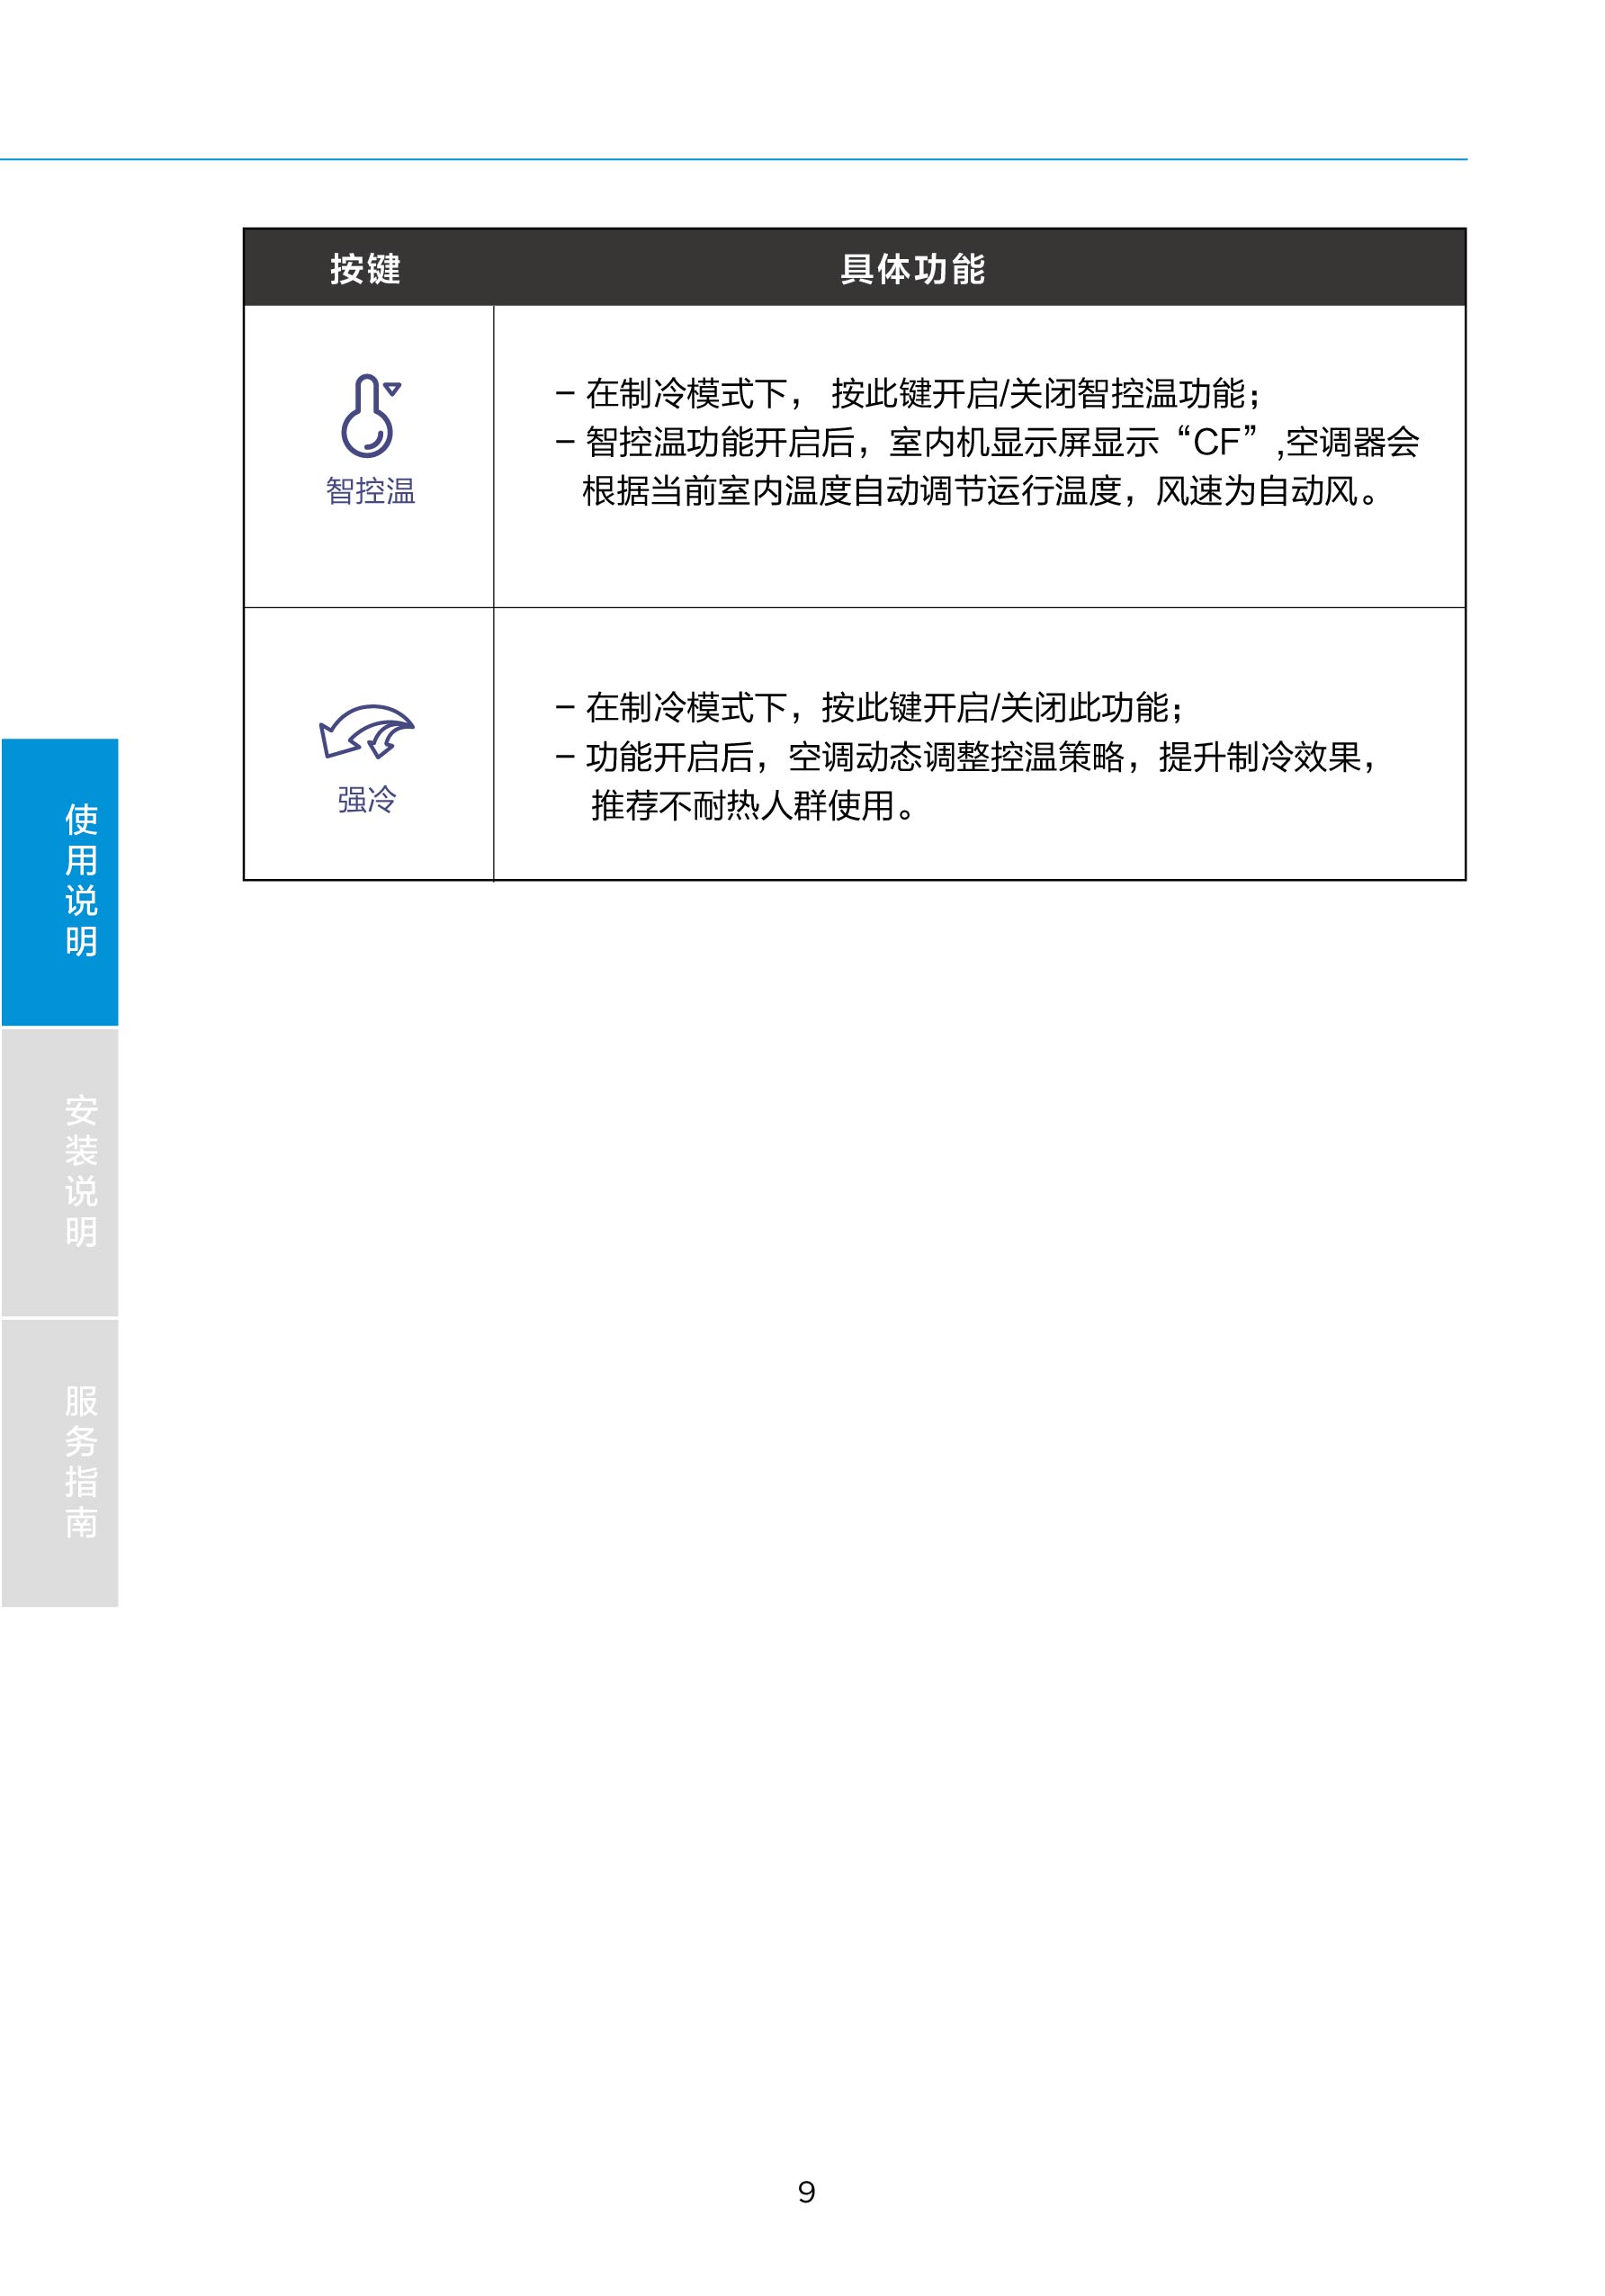 按键
具体功能
智控温
– 在制冷模式下， 按此键开启/关闭智控温功能；
– 智控温功能开启后，室内机显示屏显示“CF”,空调器会
根据当前室内温度自动调节运行温度，风速为自动风。
强冷
– 在制冷模式下，按此键开启/关闭此功能；
– 功能开启后，空调动态调整控温策略，提升制冷效果，
推荐不耐热人群使用。
使用说明
安装说明
服务指南
9